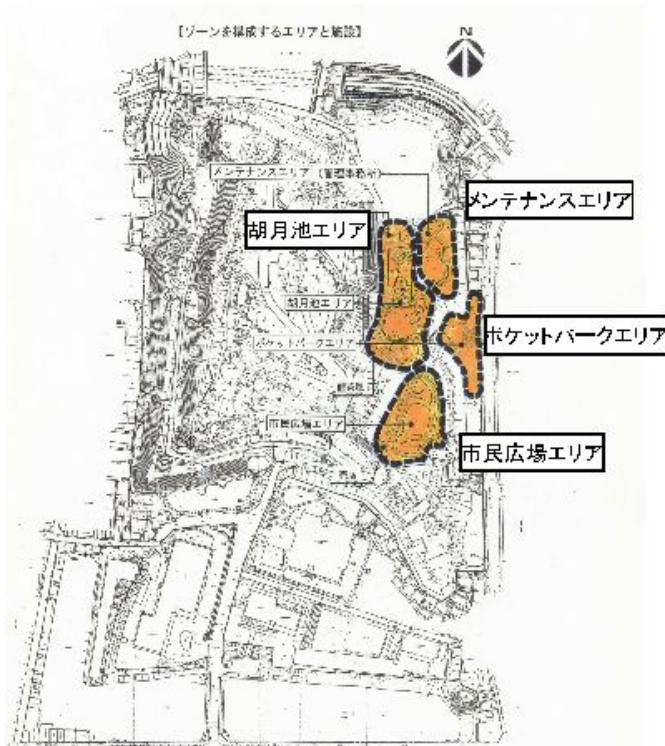 【ゾーンを構成するエリアと施設】
N
メンテナンスエリア (管理事務所)
メンテナンスエリア
胡月池エリア
胡月池エリア
ポケットパークエリア
ポケットパークエリア
市民広場エリア
市民広場エリア